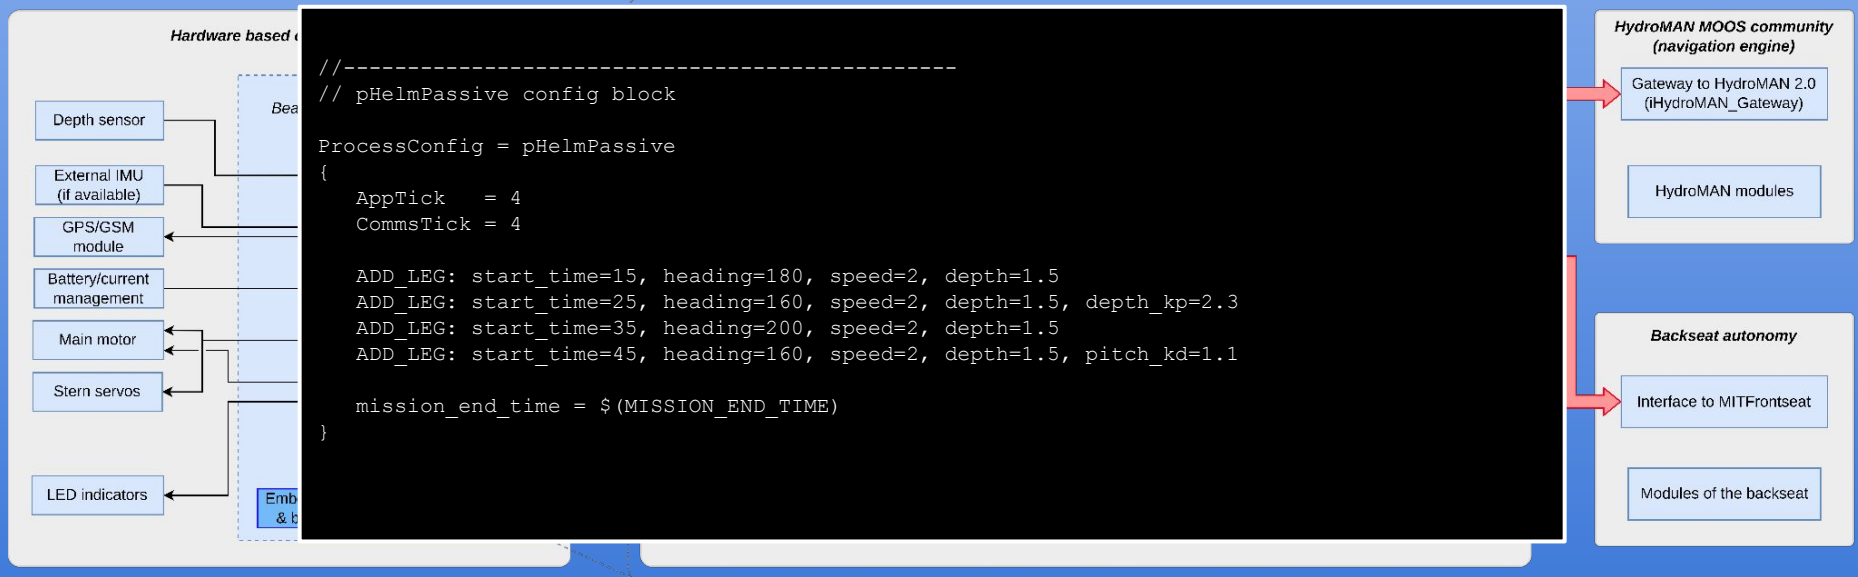 Hardware based
Bea
Depth sensor
External IMU
(if available)
GPS/GSM
module
Battery/current
management
Main motor
Stern servos
LED indicators
Emb
& b
//------------------------------------------------
// pHelmPassive config block
ProcessConfig = pHelmPassive
{
AppTick   = 4
CommsTick = 4
ADD_LEG: start_time=15, heading=180, speed=2, depth=1.5
ADD_LEG: start_time=25, heading=160, speed=2, depth=1.5, depth_kp=2.3
ADD_LEG: start_time=35, heading=200, speed=2, depth=1.5
ADD_LEG: start_time=45, heading=160, speed=2, depth=1.5, pitch_kd=1.1
mission_end_time = $(MISSION_END_TIME)
}
HydroMAN MOOS community
(navigation engine)
Gateway to HydroMAN 2.0
(iHydroMAN_Gateway)
HydroMAN modules
Backseat autonomy
Interface to MITFrontseat
Modules of the backseat